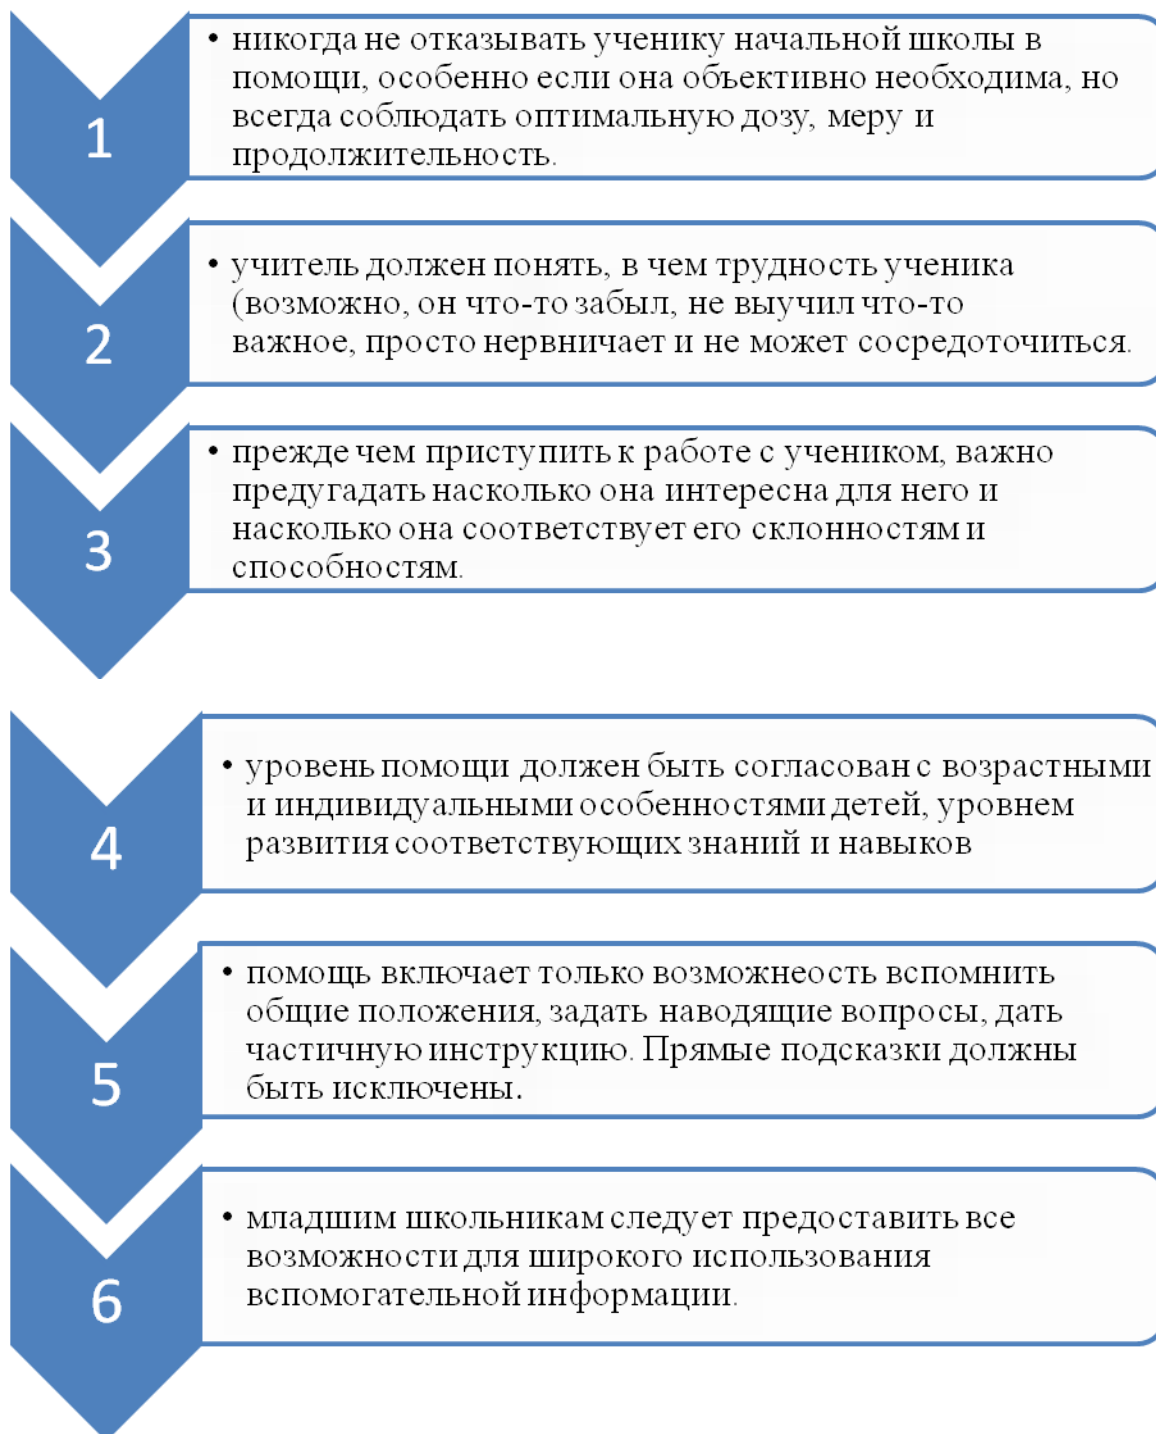 1
• никогда не отказывать ученику начальной школы в
помощи, особенно если она объективно необходима, но
всегда соблюдать оптимальную дозу, меру и
продолжительность.
2
• учитель должен понять, в чем трудность ученика
(возможно, он что-то забыл, не выучил что-то
важное, просто нервничает и не может сосредоточиться.
3
• прежде чем приступить к работе с учеником, важно
предугадать насколько она интересна для него и
насколько она соответствует его склонностям и
способностям.
4
• уровень помощи должен быть согласован с возрастными
и индивидуальными особенностями детей, уровнем
развития соответствующих знаний и навыков
5
• помощь включает только возможнеость вспомнить
общие положения, задать наводящие вопросы, дать
частичную инструкцию. Прямые подсказки должны
быть исключены.
6
• младшим школьникам следует предоставить все
возможности для широкого использования
вспомогательной информации.